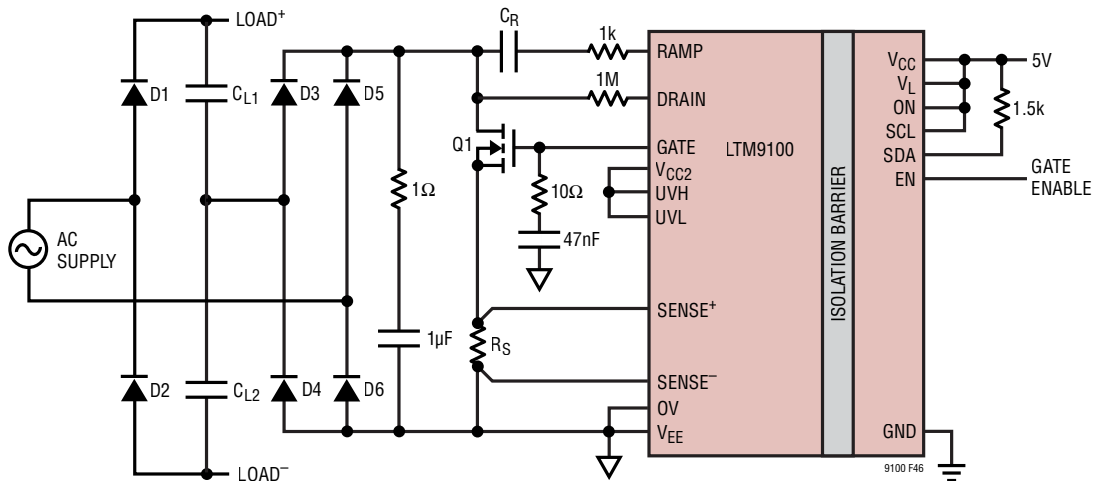 LOAD+
CR
1k
RAMP
VCC
5V
D1
CL1
D3
D5
1M
DRAIN
VL
ON
1.5k
SCL
Q1
GATE
LTM9100
SDA
VCC2
EN
GATE
ENABLE
1Ω
10Ω
UVH
UVL
ISOLATION BARRIER
AC
SUPPLY
47nF
SENSE+
1µF
RS
D2
CL2
D4
D6
SENSE–
OV
VEE
GND
LOAD–
9100 F46